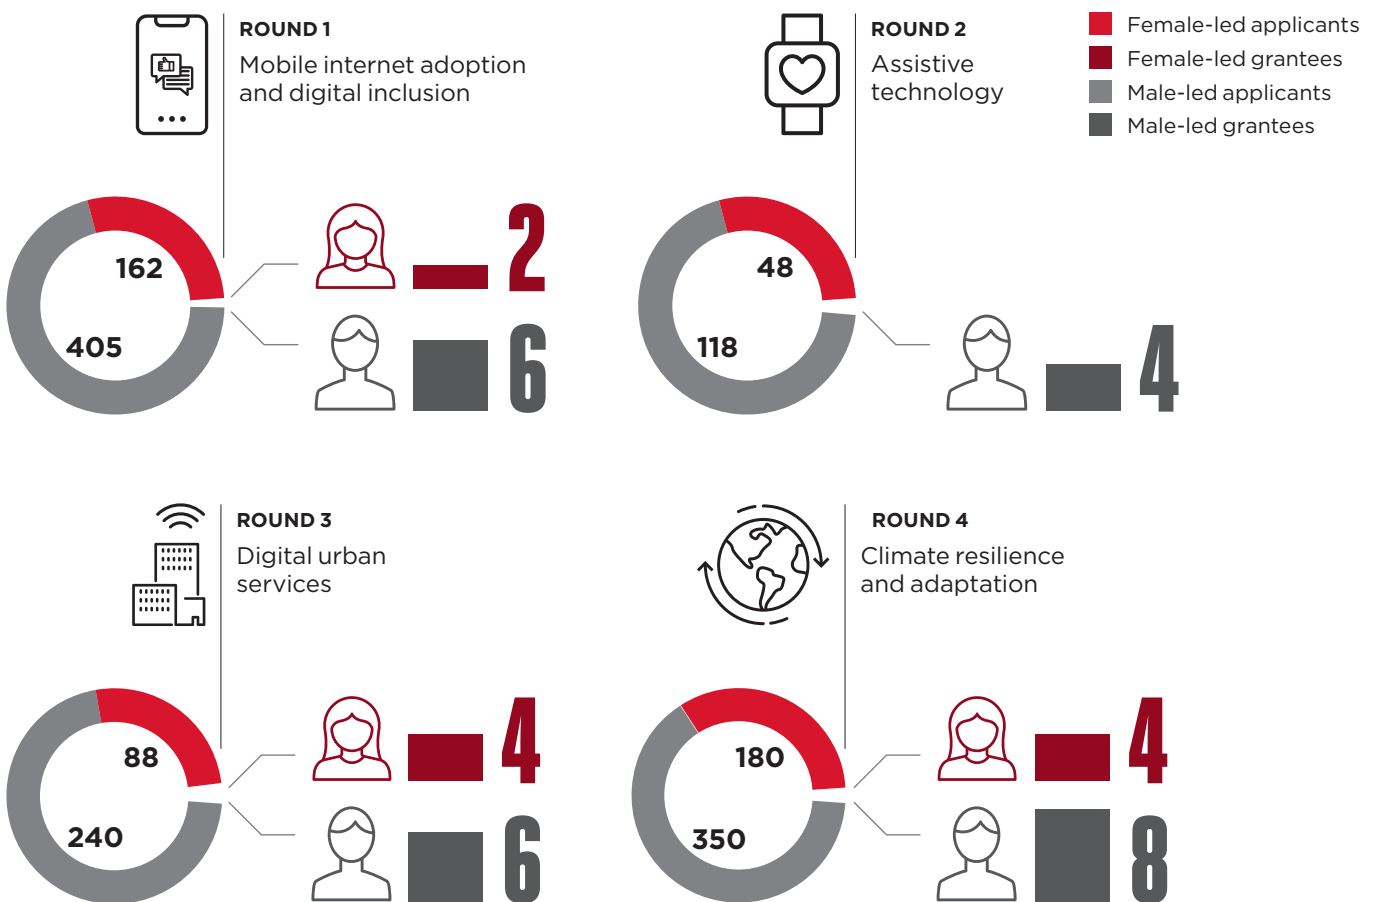 ROUND 1
Mobile internet adoption
and digital inclusion
162
405
2
6
ROUND 2
Assistive
technology
48
118
4
Female-led applicants
Female-led grantees
Male-led applicants
Male-led grantees
ROUND 3
Digital urban
services
88
240
4
6
ROUND 4
Climate resilience
and adaptation
180
350
4
8